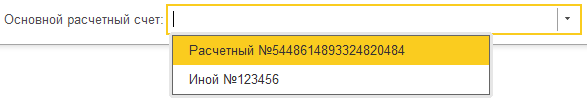 Основной расчетный счет:
Расчетный №5448614893324820484
Иной №123456